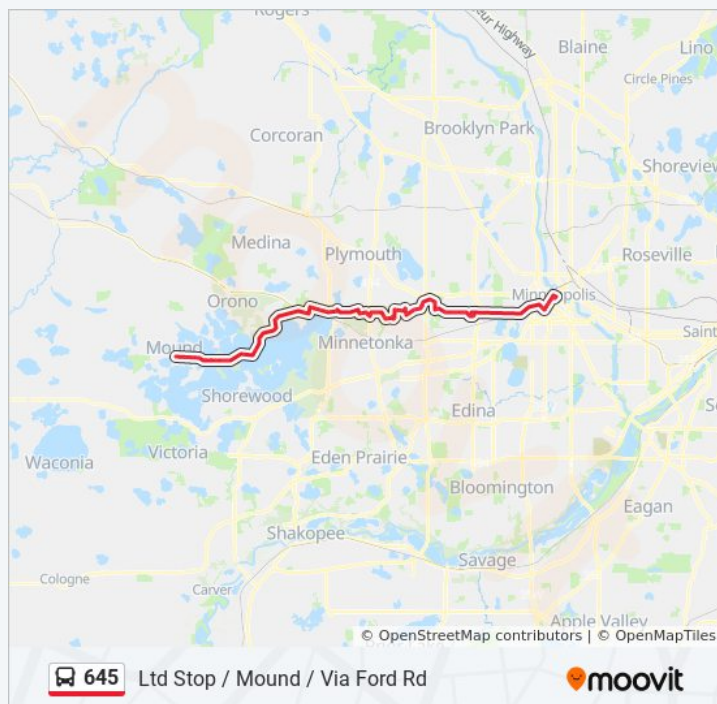 Rogers
eur Highway
Blaine
Lino
Circle Pines
Corcoran
Brooklyn Park
Shoreview
Medina
Plymouth
Roseville
Orono
Minneapolis
Saint
Mound
Minnetonka
Shorewood
Edina
Victoria
Waconia
Eden Prairie
Bloomington
Eagan
Shakopee
Savage
Cologne
Carver
Apple Valley
© OpenStreetMap contributors | © OpenMapTiles
645 Ltd Stop / Mound / Via Ford Rd
moovit